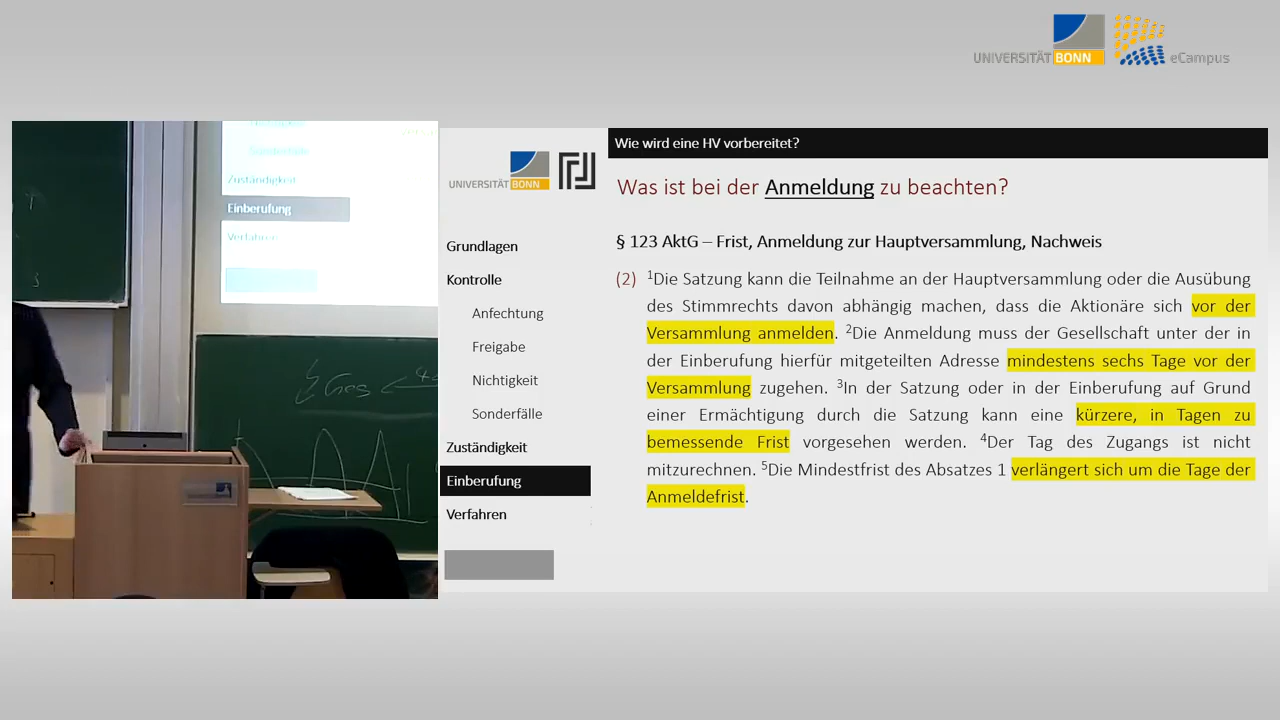 UNIVERSITÄT BONN
eCampus
Zuständigkeit
Einberufung
Verfahren
UNIVERSITÄT BONN
Grundlagen
Kontrolle
Anfechtung
Freigabe
Nichtigkeit
Sonderfälle
Zuständigkeit
Einberufung
Verfahren
Wie wird eine HV vorbereitet?
Was ist bei der Anmeldung zu beachten?
§ 123 AktG – Frist, Anmeldung zur Hauptversammlung, Nachweis
(2) ¹Die Satzung kann die Teilnahme an der Hauptversammlung oder die Ausübung
des Stimmrechts davon abhängig machen, dass die Aktionäre sich vor der
Versammlung anmelden. ²Die Anmeldung muss der Gesellschaft unter der in
der Einberufung hierfür mitgeteilten Adresse mindestens sechs Tage vor der
Versammlung zugehen. ³In der Satzung oder in der Einberufung auf Grund
einer Ermächtigung durch die Satzung kann eine kürzere, in Tagen zu
bemessende Frist vorgesehen werden. ⁴Der Tag des Zugangs ist nicht
mitzurechnen. ⁵Die Mindestfrist des Absatzes 1 verlängert sich um die Tage der
Anmeldefrist.